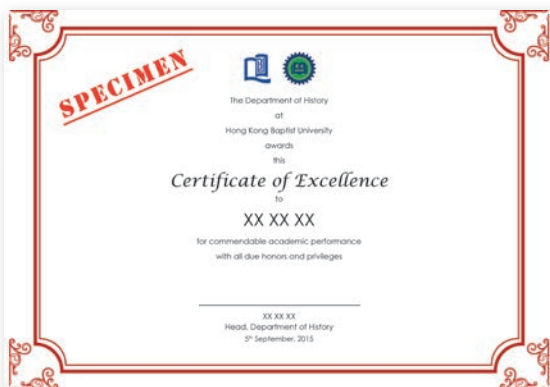 SPECIMEN
The Department of History
at
Hong Kong Baptist University
awards
this
Certificate of Excellence
to
XX XX XX
for commendable academic performance
with all due honors and privileges
XX XX XX
Head, Department of History
5th September, 2015